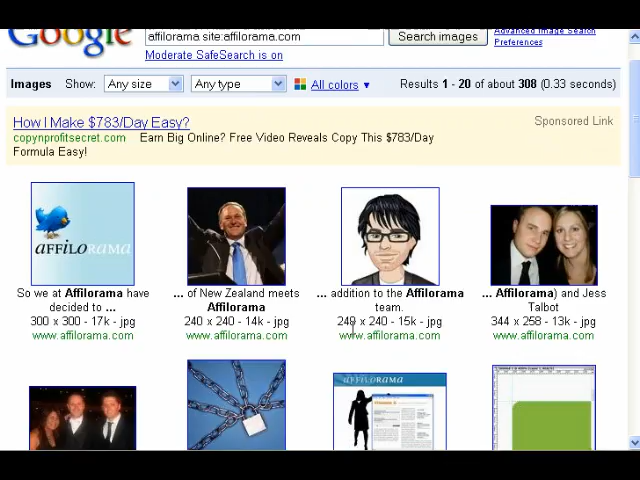 Google
affilorama site:affilorama.com
Search images
Advanced Image Search
Preferences
Moderate SafeSearch is on
Images Show: Any size Any type All colors Results 1 - 20 of about 308 (0.33 seconds)
How I Make $783/Day Easy? Sponsored Link
copynprofitsecret.com Earn Big Online? Free Video Reveals Copy This $783/Day
Formula Easy!
AFFILORAMA
So we at Affilorama have
decided to ...
300 x 300 - 17k - jpg
www.affilorama.com
... of New Zealand meets
Affilorama
240 x 240 - 14k - jpg
www.affilorama.com
... addition to the Affilorama
team.
248 x 240 - 15k - jpg
www.affilorama.com
... Affilorama) and Jess
Talbot
344 x 258 - 13k - jpg
www.affilorama.com
AFFILORAMA